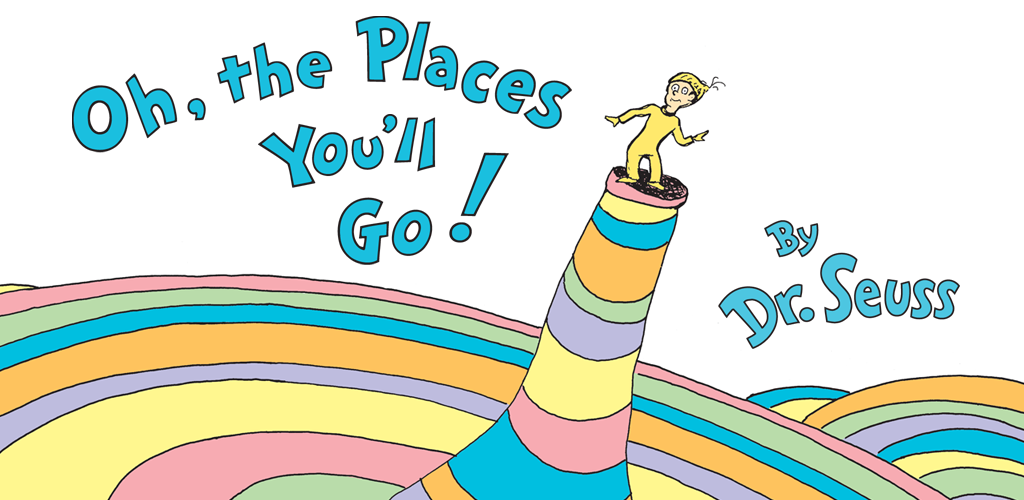 Oh, the Places
You'll
Go!
By
Dr. Seuss